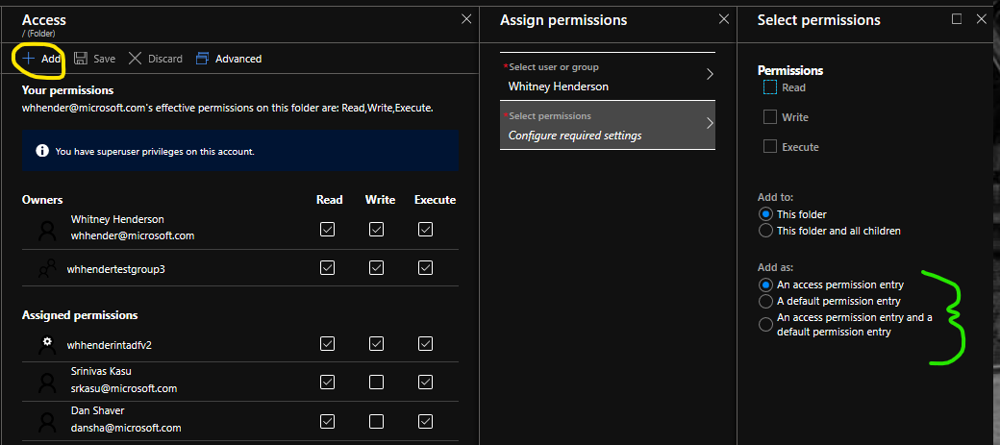 Access
/ (Folder)
Add Save Discard Advanced
Your permissions
whhender@microsoft.com's effective permissions on this folder are: Read,Write,Execute.
You have superuser privileges on this account.
Owners Read Write Execute
Whitney Henderson
whhender@microsoft.com
whhendertestgroup3
Assigned permissions
whhenderintadfv2
Srinivas Kasu
srkasu@microsoft.com
Dan Shaver
dansha@microsoft.com
Assign permissions
*Select user or group
Whitney Henderson
*Select permissions
Configure required settings
Select permissions
Permissions
Read
Write
Execute
Add to:
This folder
This folder and all children
Add as:
An access permission entry
A default permission entry
An access permission entry and a
default permission entry